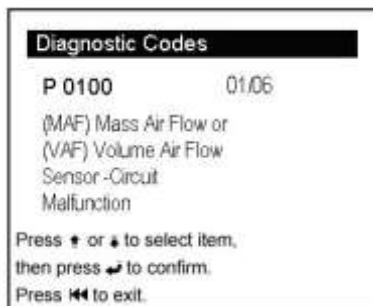 Diagnostic Codes
P 0100 01/06
(MAF) Mass Air Flow or
(VAF) Volume Air Flow
Sensor -Circuit
Malfunction
Press ↑ or ↓ to select item,
then press ↵ to confirm.
Press ⏮ to exit.